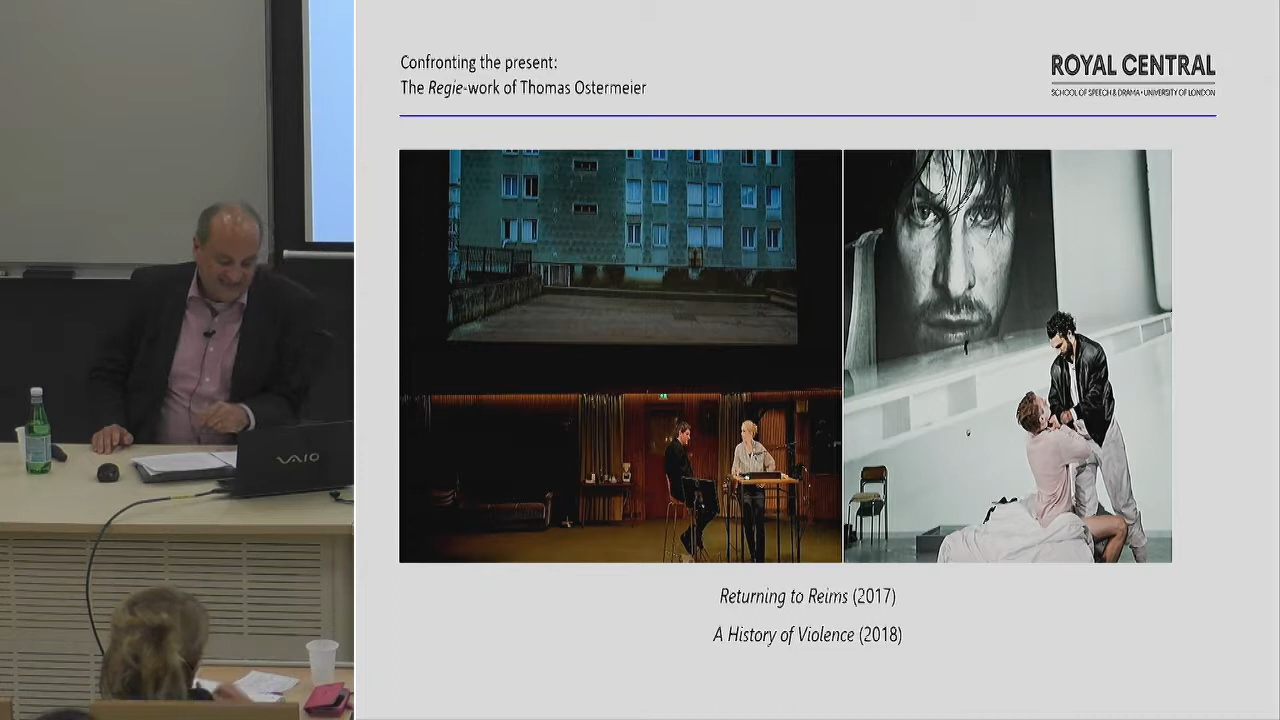 Confronting the present:
The Regie-work of Thomas Ostermeier
ROYAL CENTRAL
SCHOOL OF SPEECH & DRAMA • UNIVERSITY OF LONDON
VAIO
Returning to Reims (2017)
A History of Violence (2018)